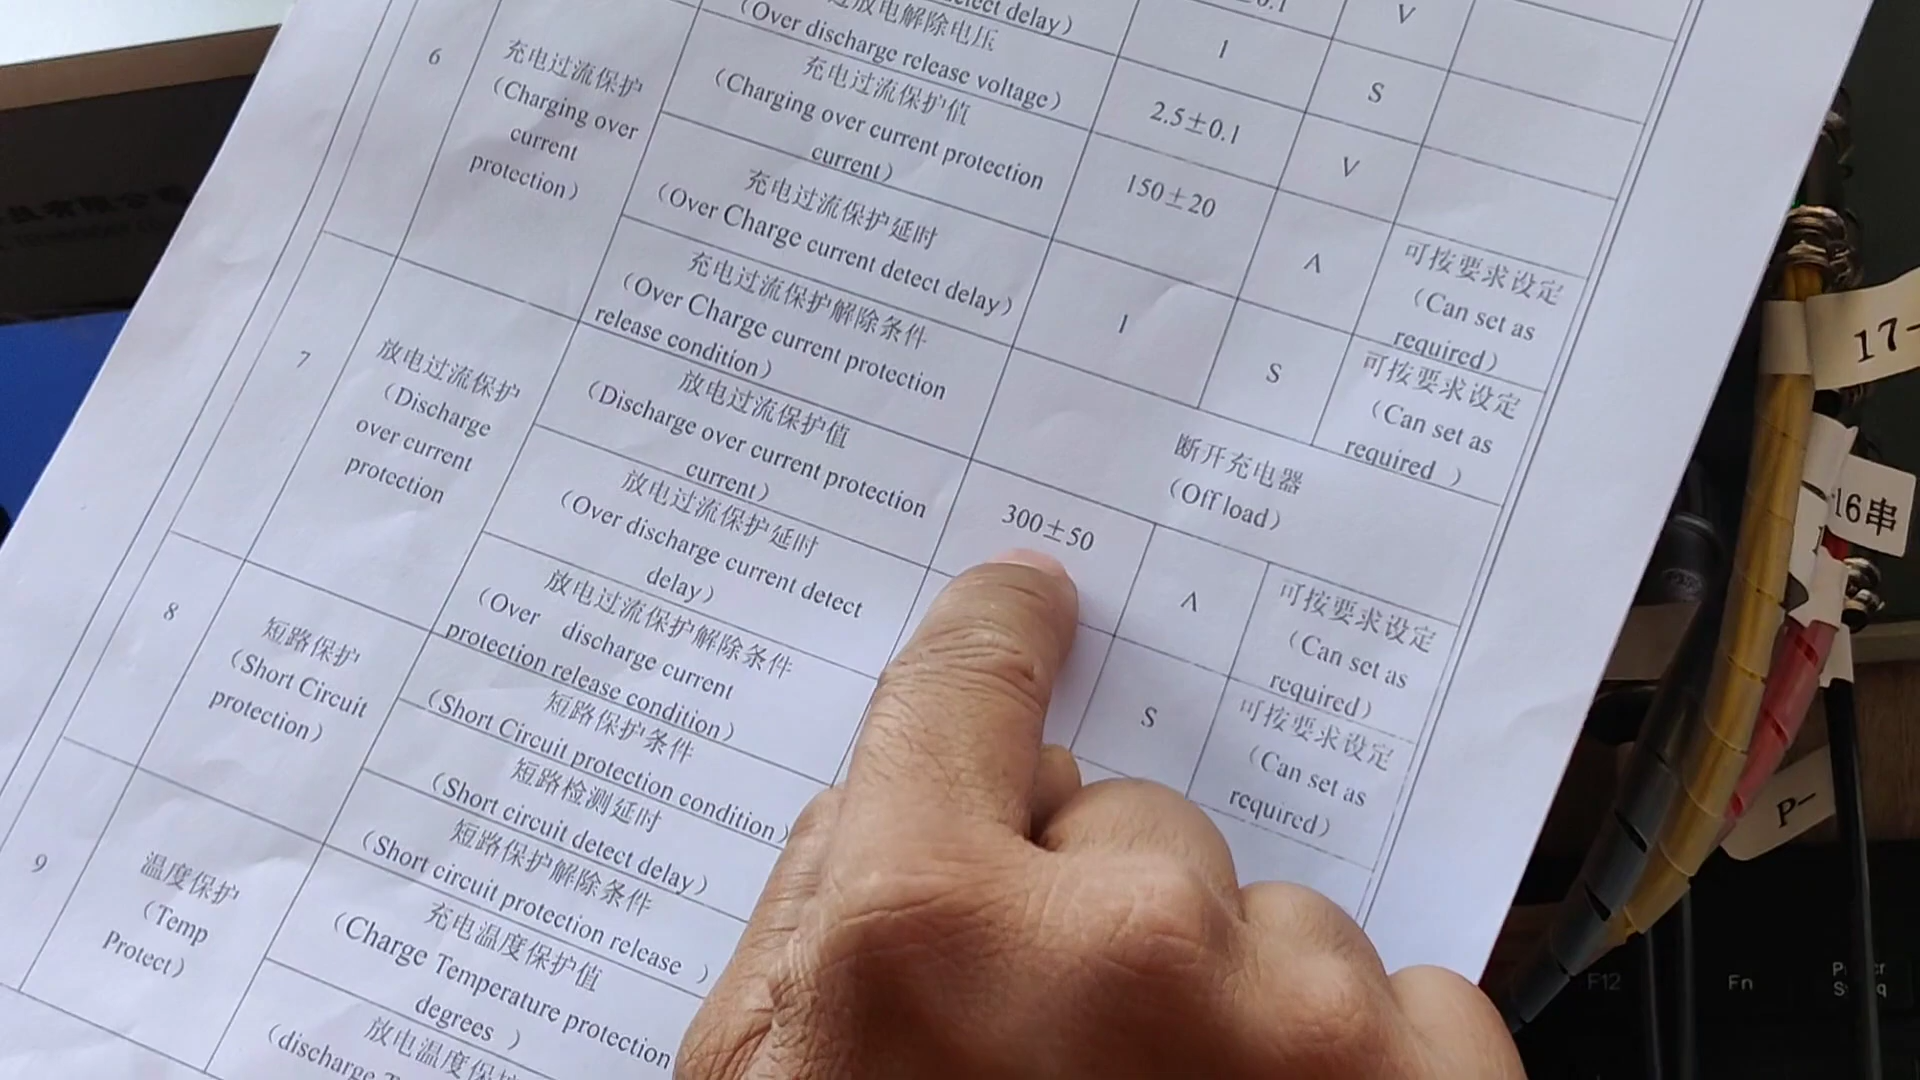 etect delay）
±0.1
V
过放电解除电压
（Over discharge release voltage）
1
S
6
充电过流保护
（Charging over
current
protection）
充电过流保护值
（Charging over current protection
current）
2.5±0.1
V
充电过流保护延时
（Over Charge current detect delay）
150±20
A
可按要求设定
（Can set as
required）
充电过流保护解除条件
（Over Charge current protection
release condition）
1
S
可按要求设定
（Can set as
required ）
7
放电过流保护
（Discharge
over current
protection
放电过流保护值
（Discharge over current protection
current）
断开充电器
（Off load）
放电过流保护延时
（Over discharge current detect
delay）
300±50
A
可按要求设定
（Can set as
required）
放电过流保护解除条件
（Over discharge current
protection release condition）
S
可按要求设定
（Can set as
required）
8
短路保护
（Short Circuit
protection）
短路保护条件
（Short Circuit protection condition）
短路检测延时
（Short circuit detect delay）
短路保护解除条件
（Short circuit protection release ）
9
温度保护
（Temp
Protect）
充电温度保护值
（Charge Temperature protection
degrees ）
放电温度保护
（discharge T
17-
16串
P-
F12
Fn